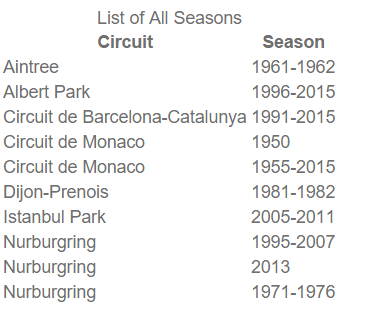 List of All Seasons
Circuit Season
Aintree 1961-1962
Albert Park 1996-2015
Circuit de Barcelona-Catalunya 1991-2015
Circuit de Monaco 1950
Circuit de Monaco 1955-2015
Dijon-Prenois 1981-1982
Istanbul Park 2005-2011
Nurburgring 1995-2007
Nurburgring 2013
Nurburgring 1971-1976